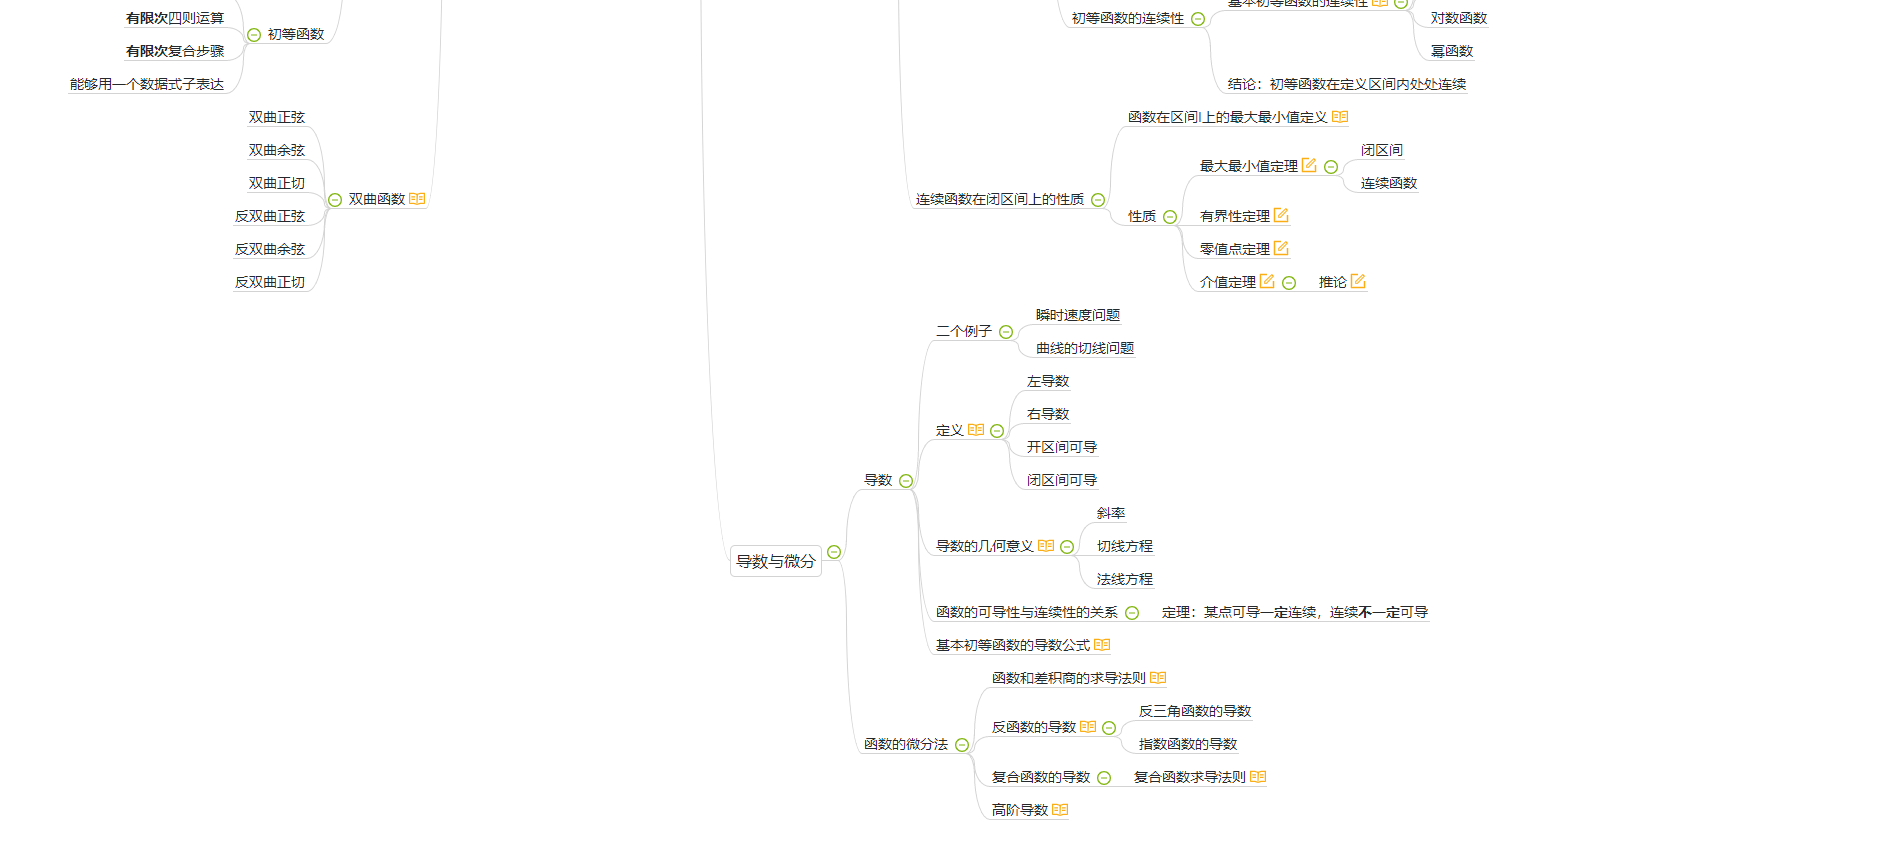 有限次四则运算
有限次复合步骤
能够用一个数据式子表达
初等函数
双曲正弦
双曲余弦
双曲正切
反双曲正弦
反双曲余弦
反双曲正切
双曲函数
初等函数的连续性
基本初等函数的连续性
对数函数
幂函数
结论：初等函数在定义区间内处处连续
连续函数在闭区间上的性质
函数在区间I上的最大最小值定义
性质
最大最小值定理
闭区间
连续函数
有界性定理
零值点定理
介值定理
推论
导数与微分
导数
二个例子
瞬时速度问题
曲线的切线问题
定义
左导数
右导数
开区间可导
闭区间可导
导数的几何意义
斜率
切线方程
法线方程
函数的可导性与连续性的关系
定理：某点可导一定连续，连续不一定可导
基本初等函数的导数公式
函数的微分法
函数和差积商的求导法则
反函数的导数
反三角函数的导数
指数函数的导数
复合函数的导数
复合函数求导法则
高阶导数